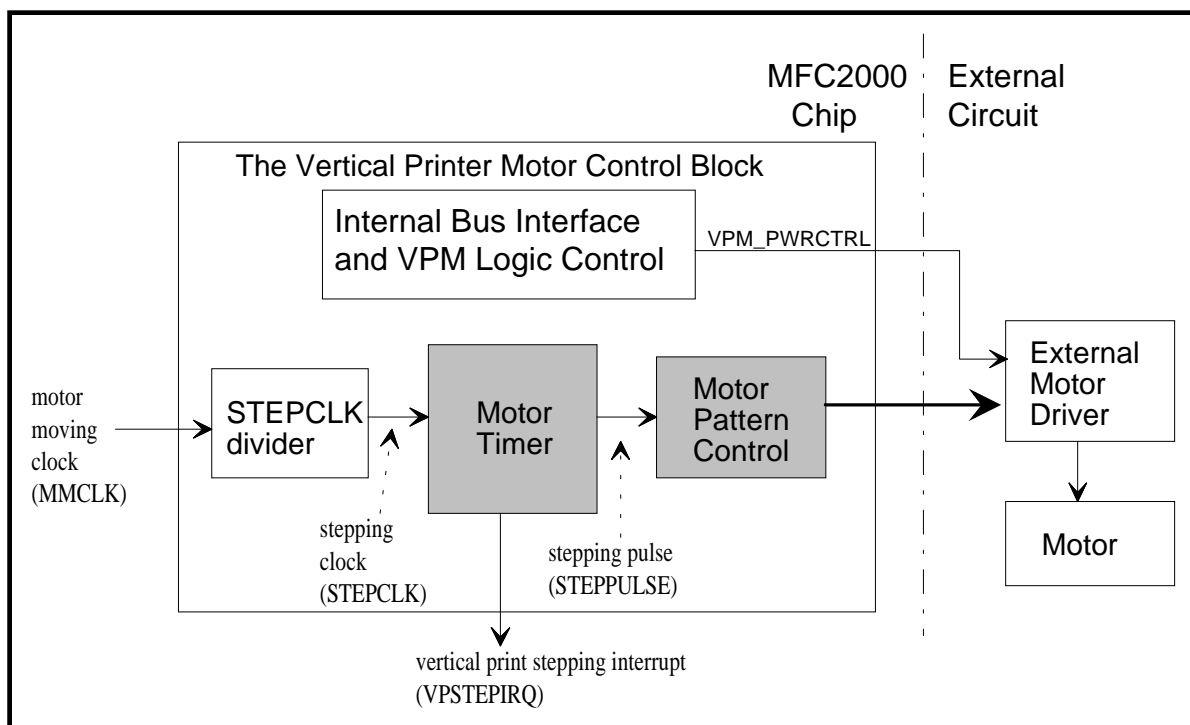 MFC2000
Chip
External
Circuit
The Vertical Printer Motor Control Block
Internal Bus Interface
and VPM Logic Control
VPM_PWRCTRL
motor
moving
clock
(MMCLK)
STEPCLK
divider
Motor
Timer
Motor
Pattern
Control
External
Motor
Driver
Motor
stepping
clock
(STEPCLK)
stepping pulse
(STEPPULSE)
vertical print stepping interrupt
(VPSTEPIRQ)